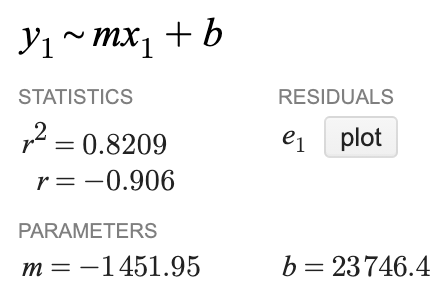 y₁ ~ mx₁ + b
STATISTICS RESIDUALS
r² = 0.8209 e₁ plot
r = −0.906
PARAMETERS
m = −1451.95 b = 23746.4